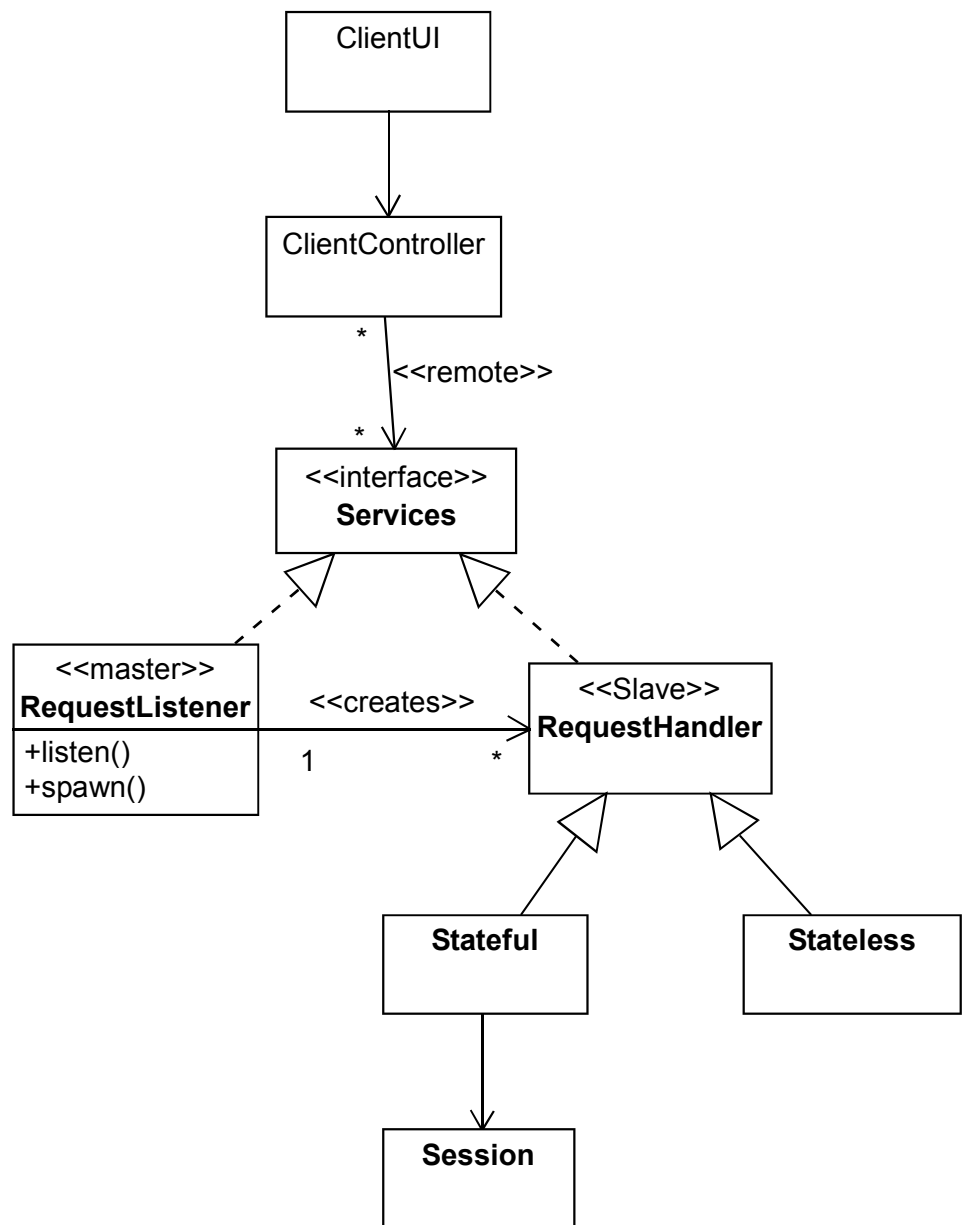 ClientUI
ClientController
*
<<remote>>
*
<<interface>>
Services
<<master>>
RequestListener
+listen()
+spawn()
<<creates>>
1
*
<<Slave>>
RequestHandler
Stateful
Stateless
Session